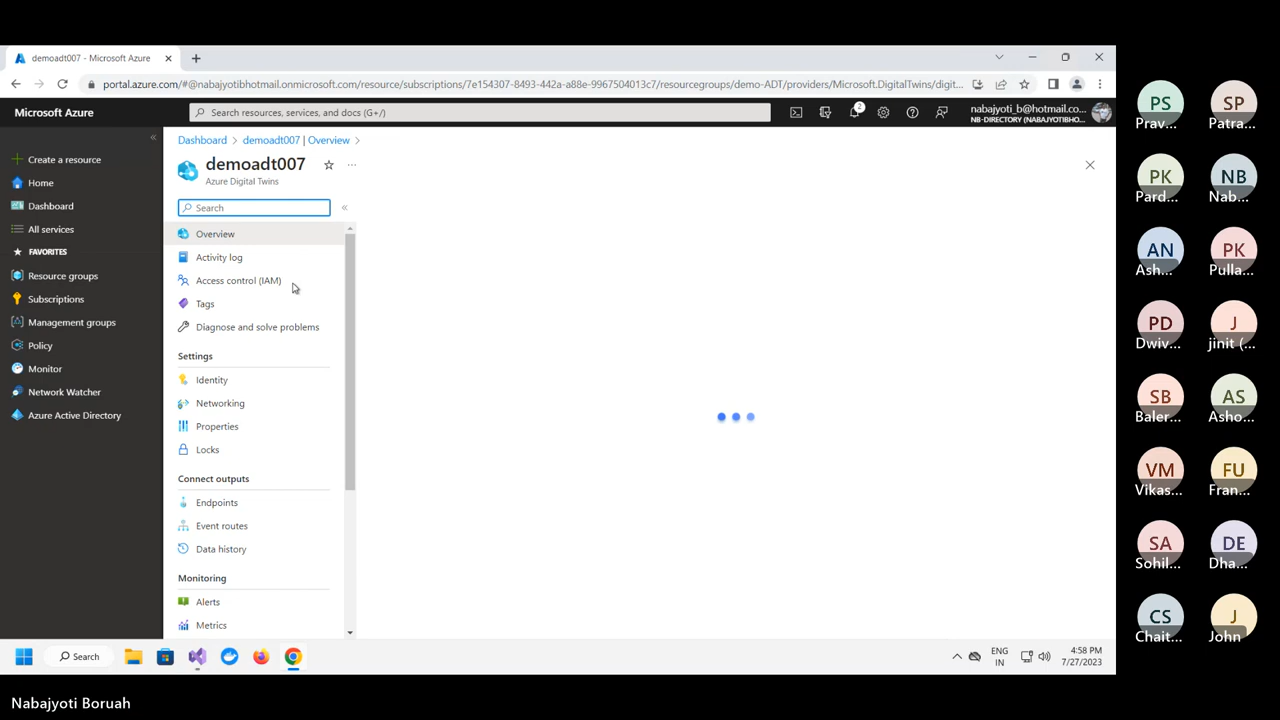 demoadt007 - Microsoft Azure
portal.azure.com/#@nabajyotibhotmail.onmicrosoft.com/resource/subscriptions/7e154307-8493-442a-a88e-9967504013c7/resourcegroups/demo-ADT/providers/Microsoft.DigitalTwins/digit...
Microsoft Azure
Search resources, services, and docs (G+/)
2
nabajyoti_b@hotmail.co...
NB-DIRECTORY (NABAJYOTIBHO...
Create a resource
Home
Dashboard
All services
FAVORITES
Resource groups
Subscriptions
Management groups
Policy
Monitor
Network Watcher
Azure Active Directory
Dashboard > demoadt007 | Overview >
demoadt007
Azure Digital Twins
Search
Overview
Activity log
Access control (IAM)
Tags
Diagnose and solve problems
Settings
Identity
Networking
Properties
Locks
Connect outputs
Endpoints
Event routes
Data history
Monitoring
Alerts
Metrics
Search
ENG
IN
4:58 PM
7/27/2023
PS
Prav...
SP
Patra...
PK
Pard...
NB
Nab...
AN
Ash...
PK
Pulla...
PD
Dwiv...
J
jinit (...
SB
Baler...
AS
Asho...
VM
Vikas...
FU
Fran...
SA
Sohil...
DE
Dha...
CS
Chait...
J
John
Nabajyoti Boruah